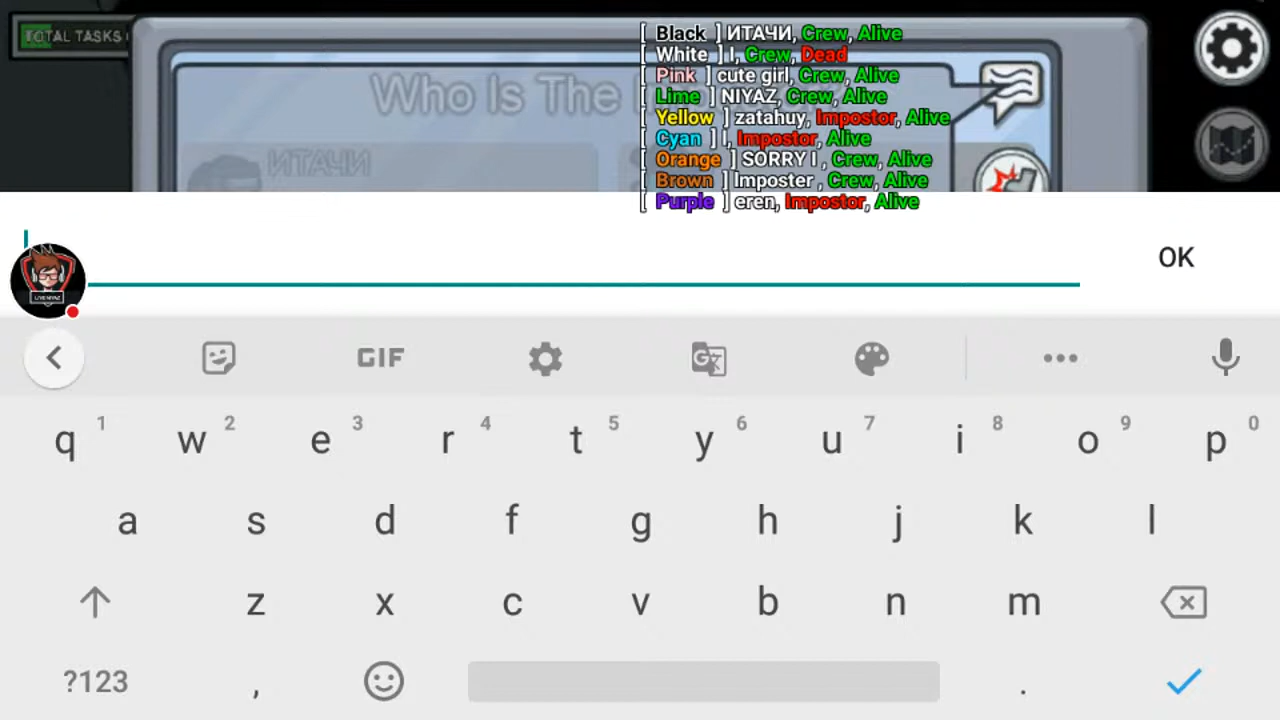 TOTAL TASKS
Who Is The
ИТАЧИ
[ Black ] ИТАЧИ, Crew, Alive
[ White ] I, Crew, Dead
[ Pink ] cute girl, Crew, Alive
[ Lime ] NIYAZ, Crew, Alive
[ Yellow ] zatahuy, Impostor, Alive
[ Cyan ] I, Impostor, Alive
[ Orange ] SORRY I , Crew, Alive
[ Brown ] Imposter , Crew, Alive
[ Purple ] eren, Impostor, Alive
OK
GIF
q 1 w 2 e 3 r 4 t 5 y 6 u 7 i 8 o 9 p 0
a s d f g h j k l
z x c v b n m
?123 , .